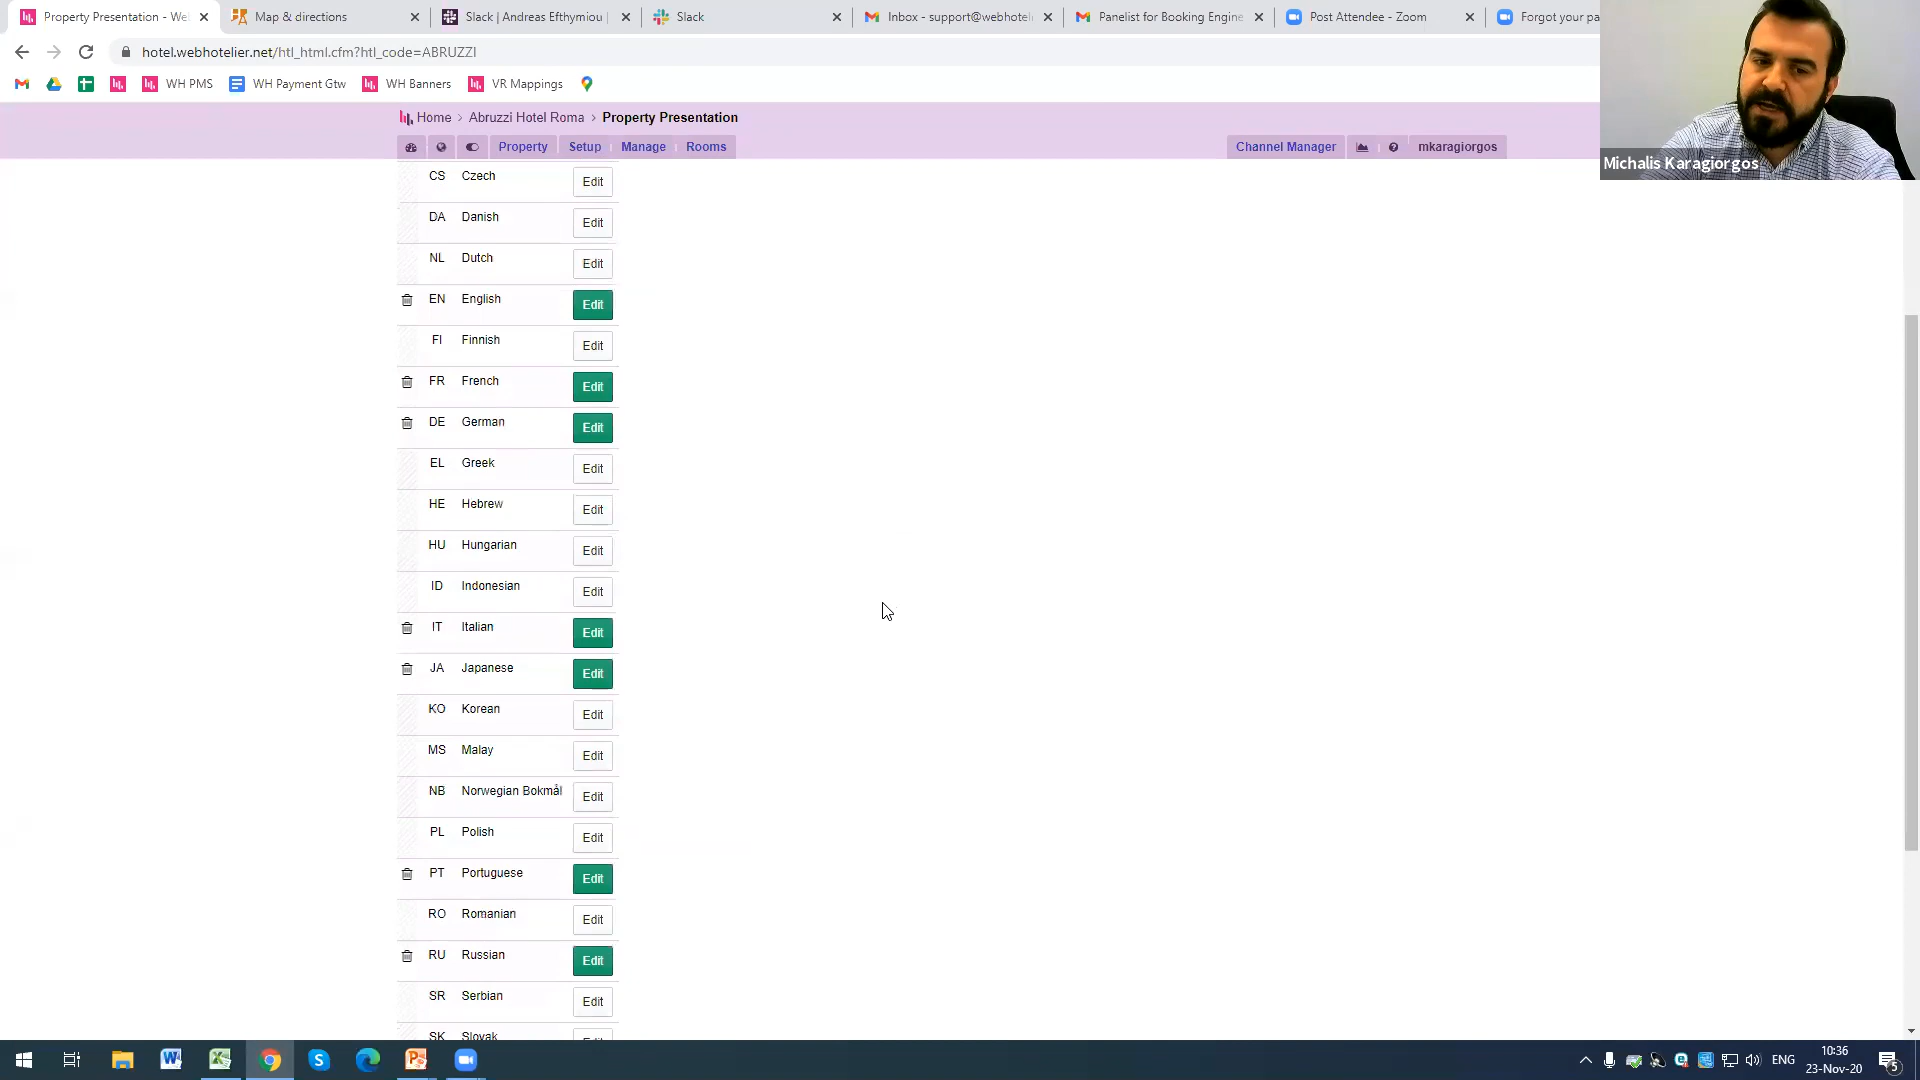 Property Presentation - We
Map & directions
Slack | Andreas Efthymiou |
Slack
Inbox - support@webhotel
Panelist for Booking Engine
Post Attendee - Zoom
Forgot your pa
hotel.webhotelier.net/htl_html.cfm?htl_code=ABRUZZI
WH PMS
WH Payment Gtw
WH Banners
VR Mappings
Home > Abruzzi Hotel Roma > Property Presentation
Property Setup Manage Rooms
Channel Manager
mkaragiorgos
Michalis Karagiorgos
CS Czech Edit
DA Danish Edit
NL Dutch Edit
EN English Edit
FI Finnish Edit
FR French Edit
DE German Edit
EL Greek Edit
HE Hebrew Edit
HU Hungarian Edit
ID Indonesian Edit
IT Italian Edit
JA Japanese Edit
KO Korean Edit
MS Malay Edit
NB Norwegian Bokmål Edit
PL Polish Edit
PT Portuguese Edit
RO Romanian Edit
RU Russian Edit
SR Serbian Edit
SK Slovak Edit
ENG
10:36
23-Nov-20
5